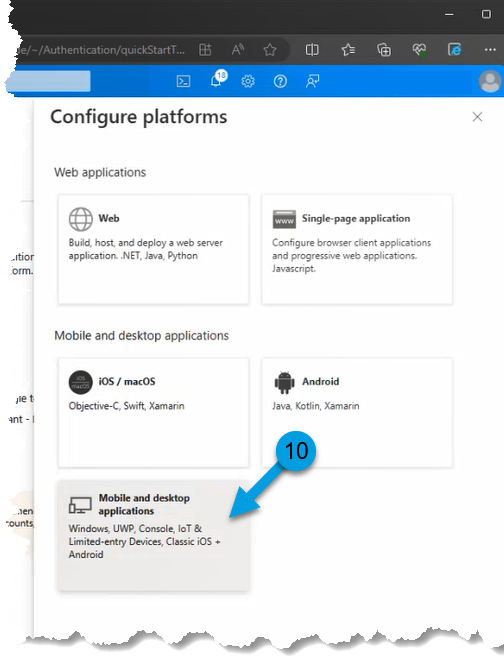 e/~/Authentication/quickStartT...
18
Configure platforms
Web applications
Web
Build, host, and deploy a web server
application. .NET, Java, Python
Single-page application
Configure browser client applications
and progressive web applications.
Javascript.
Mobile and desktop applications
iOS / macOS
Objective-C, Swift, Xamarin
Android
Java, Kotlin, Xamarin
10
Mobile and desktop
applications
Windows, UWP, Console, IoT &
Limited-entry Devices, Classic iOS +
Android